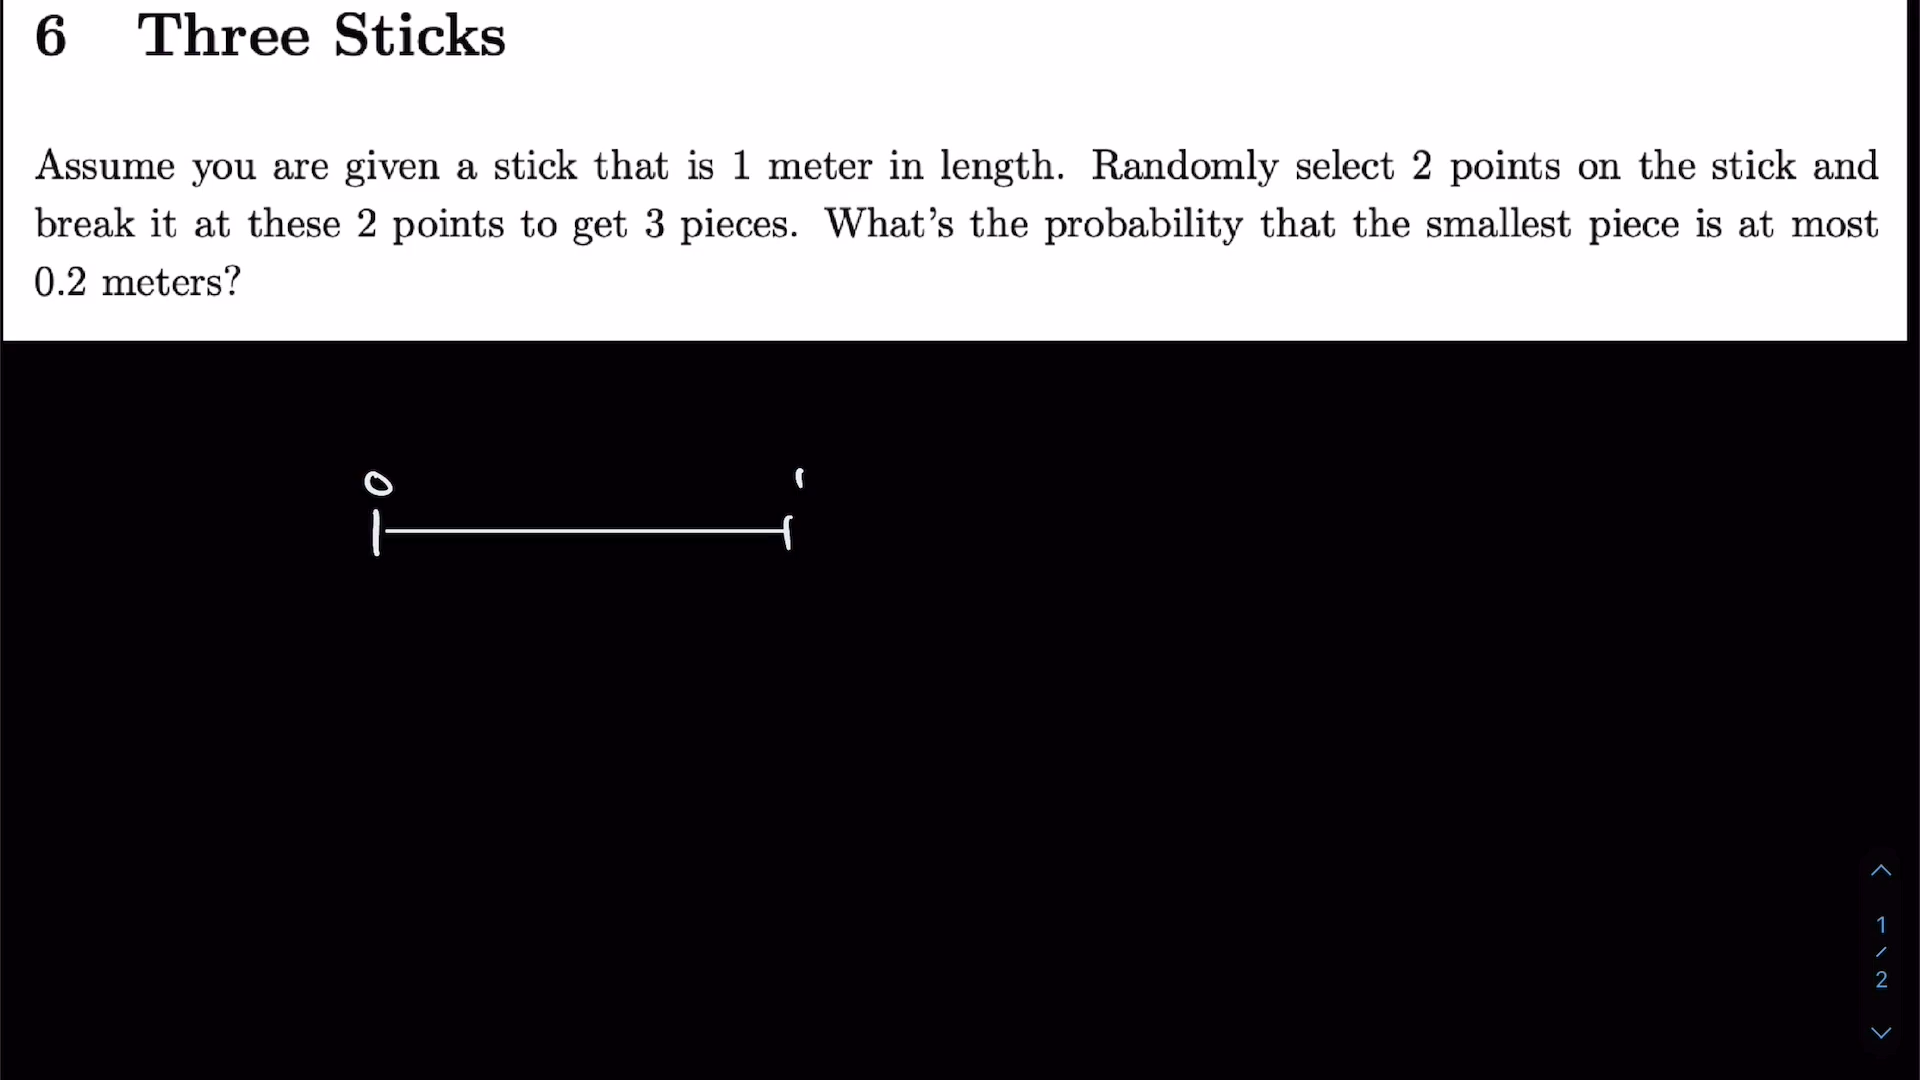 6 Three Sticks
Assume you are given a stick that is 1 meter in length. Randomly select 2 points on the stick and
break it at these 2 points to get 3 pieces. What's the probability that the smallest piece is at most
0.2 meters?
0 1
1
/
2